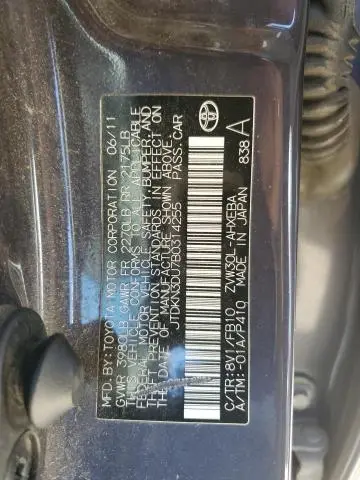 MFD.BY:TOYOTA MOTOR CORPORATION 06/11
GVWR 3980LB GAWR FR 2270LB RR 2175LB
THIS VEHICLE CONFORMS TO ALL APPLICABLE
FEDERAL MOTOR VEHICLE SAFETY,BUMPER,AND
THEFT PREVENTION STANDARDS IN EFFECT ON
THE DATE OF MANUFACTURE SHOWN ABOVE.
JTDKN3DU7B0314255 PASS.CAR
C/TR:8V1/FB10 ZVW30L-AHXEBA
A/TM:-01A/P410 MADE IN JAPAN
838 A